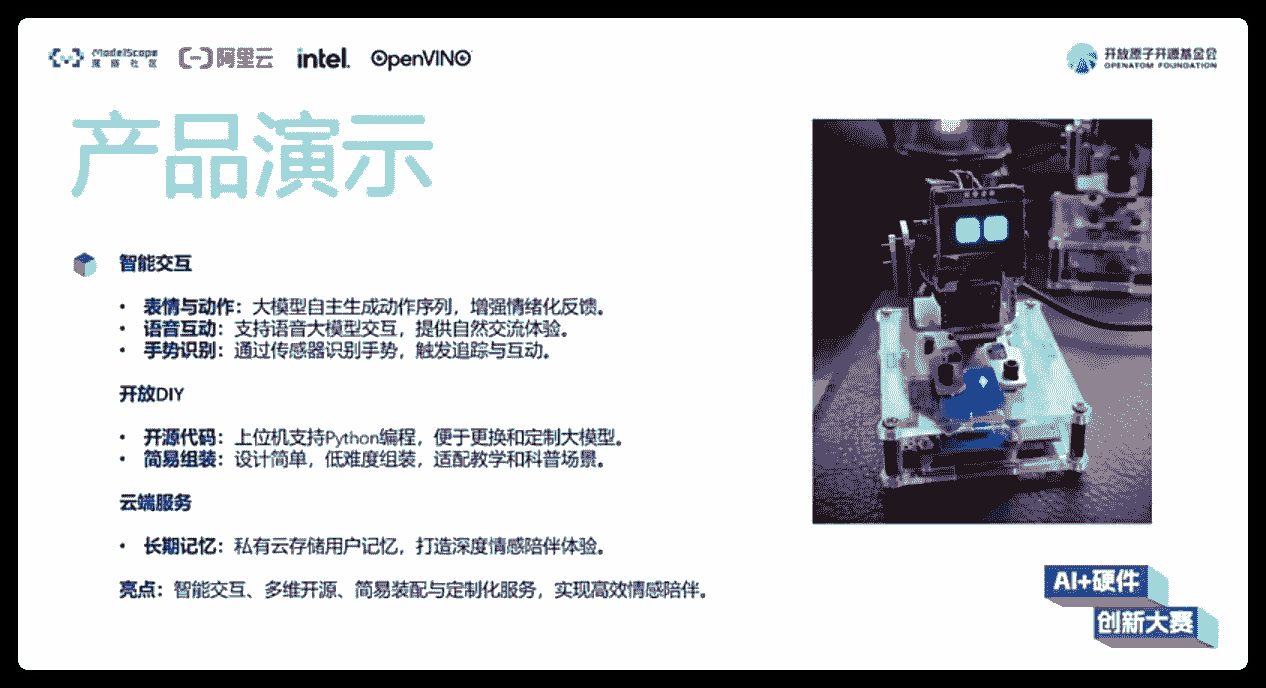 ModelScope
魔搭社区
阿里云
intel.
OpenVINO
开放原子开源基金会
OPENATOM FOUNDATION
产品演示
智能交互
• 表情与动作：大模型自主生成动作序列，增强情绪化反馈。
• 语音互动：支持语音大模型交互，提供自然交流体验。
• 手势识别：通过传感器识别手势，触发追踪与互动。
开放DIY
• 开源代码：上位机支持Python编程，便于更换和定制大模型。
• 简易组装：设计简单，低难度组装，适配教学和科普场景。
云端服务
• 长期记忆：私有云存储用户记忆，打造深度情感陪伴体验。
亮点：智能交互、多维开源、简易装配与定制化服务，实现高效情感陪伴。
AI+硬件
创新大赛